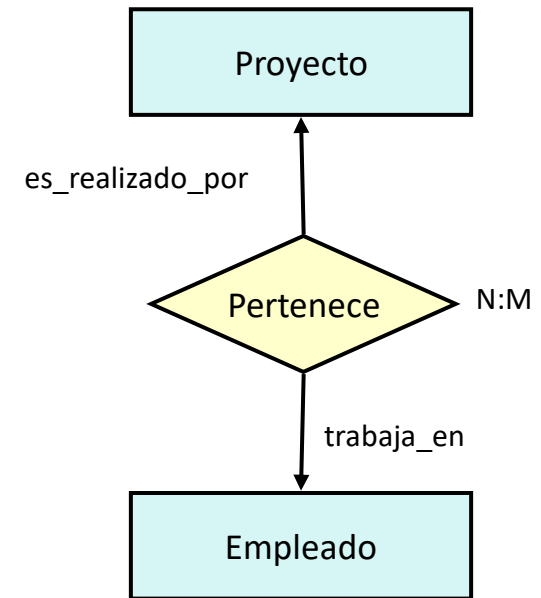 Proyecto
es_realizado_por
Pertenece
N:M
trabaja_en
Empleado